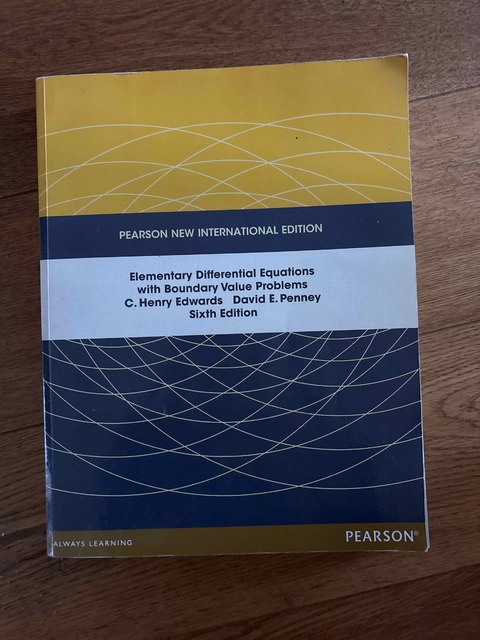 PEARSON NEW INTERNATIONAL EDITION
Elementary Differential Equations
with Boundary Value Problems
C. Henry Edwards David E. Penney
Sixth Edition
ALWAYS LEARNING
PEARSON®